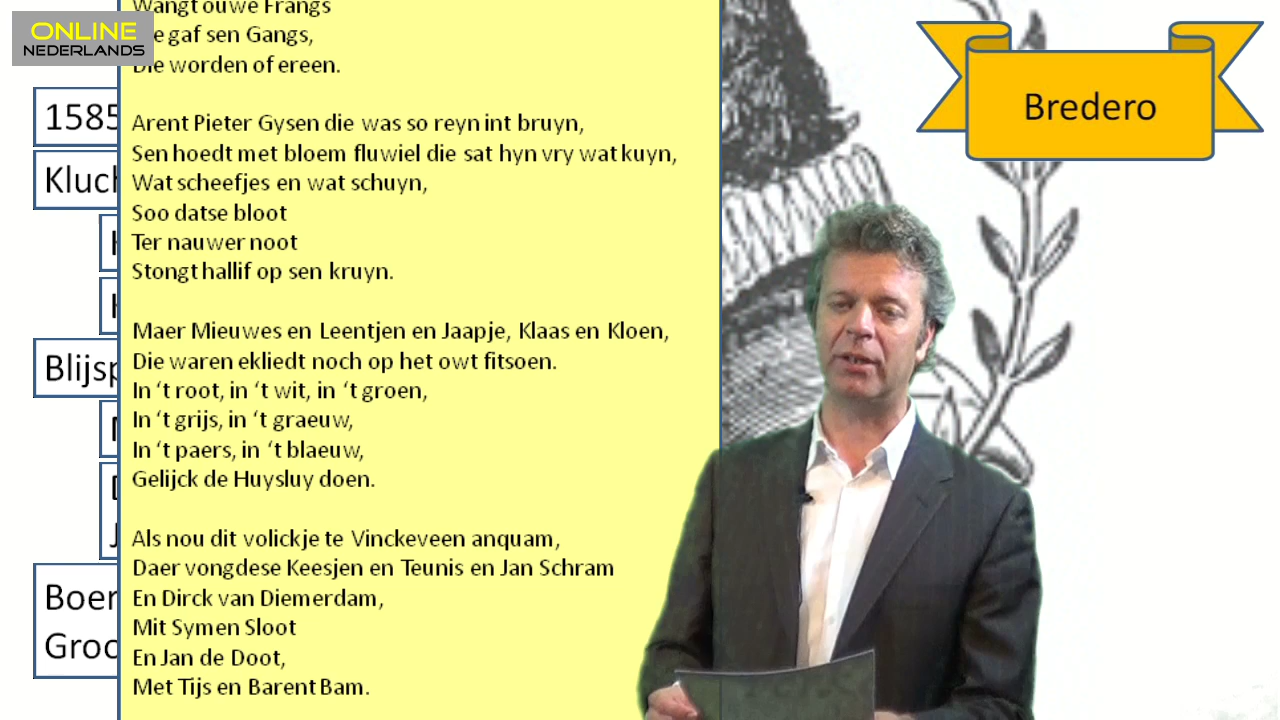 ONLINE
NEDERLANDS
Wangt ouwe Frangs
gaf sen Gangs,
Die worden of ereen.
Arent Pieter Gysen die was so reyn int bruyn,
Sen hoedt met bloem fluwiel die sat hyn vry wat kuyn,
Wat scheefjes en wat schuyn,
Soo datse bloot
Ter nauwer noot
Stongt hallif op sen kruyn.
Maer Mieuwes en Leentjen en Jaapje, Klaas en Kloen,
Die waren ekliedt noch op het owt fitsoen.
In ‘t root, in ‘t wit, in ‘t groen,
In ‘t grijs, in ‘t graeuw,
In ‘t paers, in ‘t blaeuw,
Gelijck de Huysluy doen.
Als nou dit volickje te Vinckeveen anquam,
Daer vongdese Keesjen en Teunis en Jan Schram
En Dirck van Diemerdam,
Mit Symen Sloot
En Jan de Doot,
Met Tijs en Barent Bam.
1585
Kluch
Blijsp
Boer
Groo
Bredero